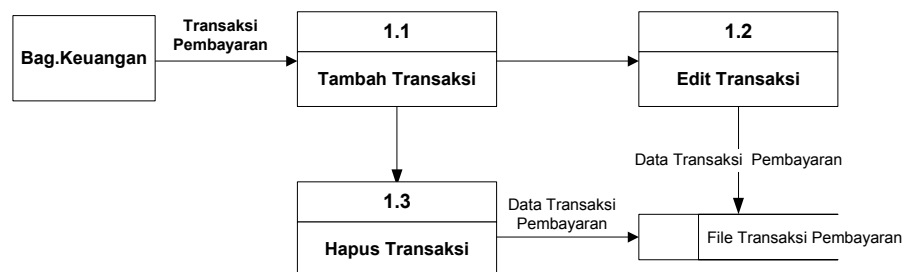 Bag.Keuangan
Transaksi
Pembayaran
1.1
Tambah Transaksi
1.2
Edit Transaksi
Data Transaksi Pembayaran
1.3
Hapus Transaksi
Data Transaksi
Pembayaran
File Transaksi Pembayaran